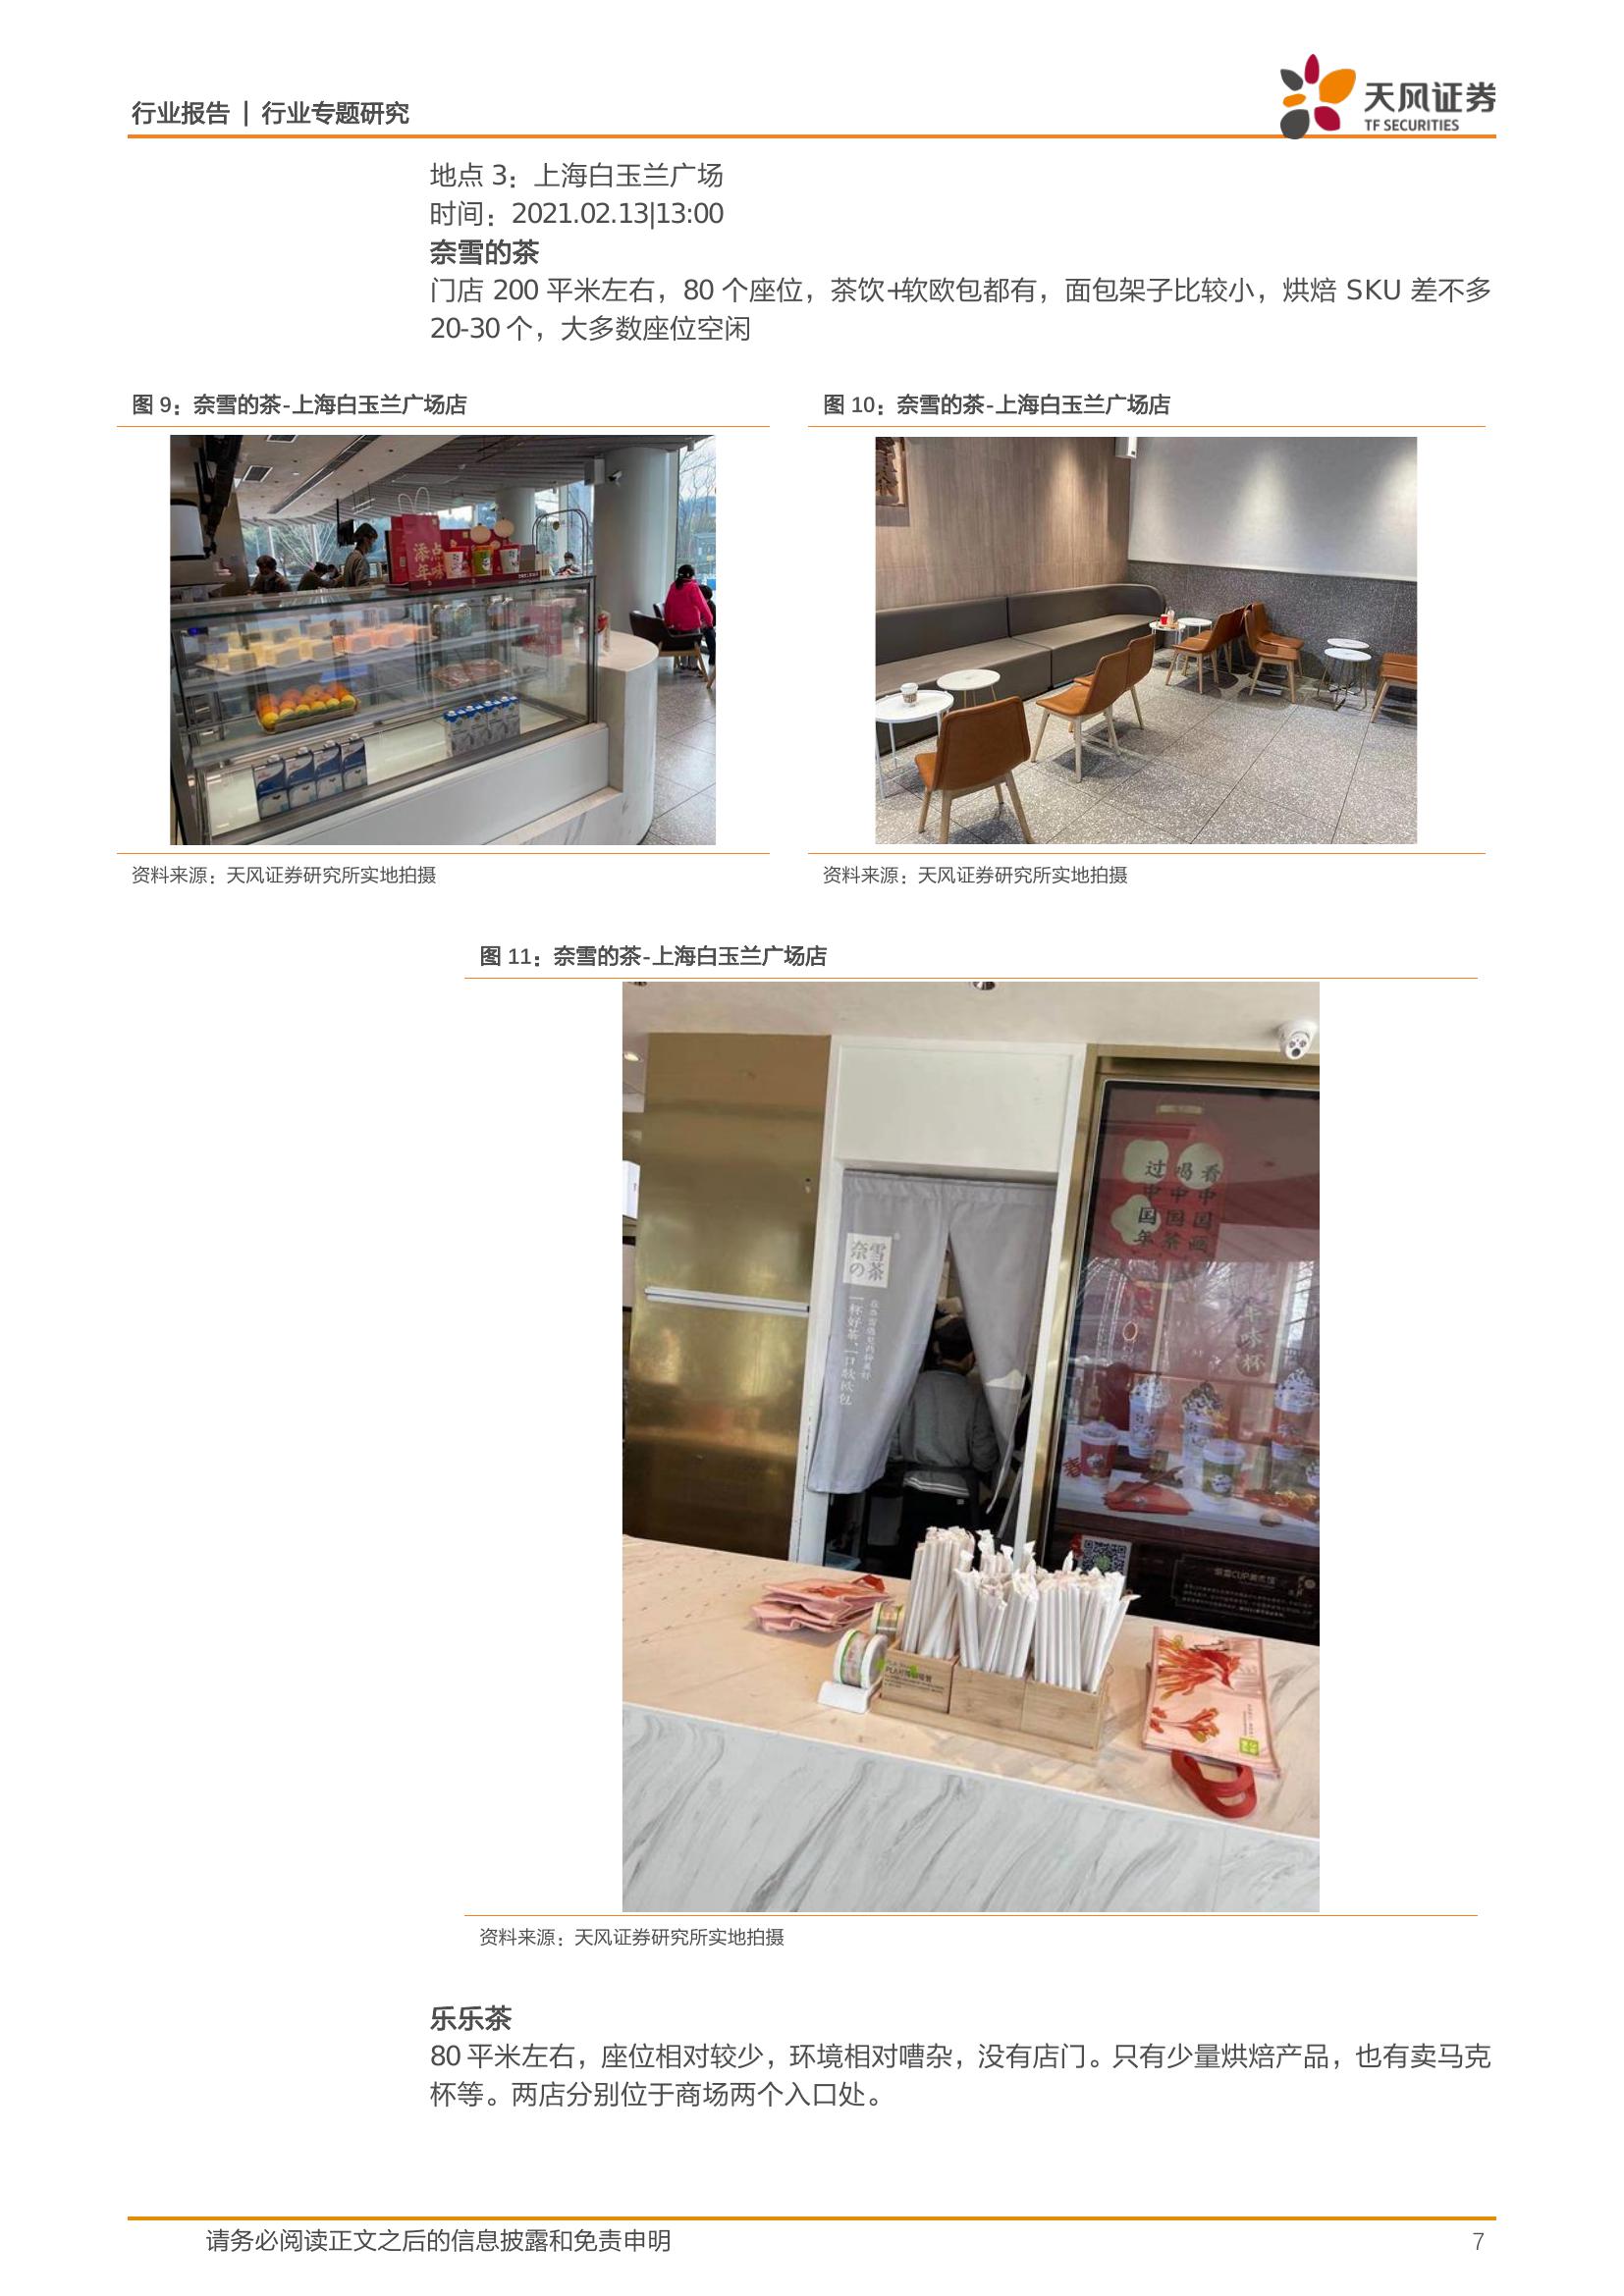 行业报告 | 行业专题研究
天风证券
TF SECURITIES
地点 3：上海白玉兰广场
时间：2021.02.13|13:00
奈雪的茶
门店 200 平米左右，80 个座位，茶饮+软欧包都有，面包架子比较小，烘焙 SKU 差不多
20-30 个，大多数座位空闲
图 9：奈雪的茶-上海白玉兰广场店
图 10：奈雪的茶-上海白玉兰广场店
添点
年味
资料来源：天风证券研究所实地拍摄
资料来源：天风证券研究所实地拍摄
图 11：奈雪的茶-上海白玉兰广场店
看中国画
喝中国茶
过中国年
奈雪
の茶
一杯好茶，一口软欧包
年味杯
春
资料来源：天风证券研究所实地拍摄
乐乐茶
80 平米左右，座位相对较少，环境相对嘈杂，没有店门。只有少量烘焙产品，也有卖马克
杯等。两店分别位于商场两个入口处。
请务必阅读正文之后的信息披露和免责申明
7